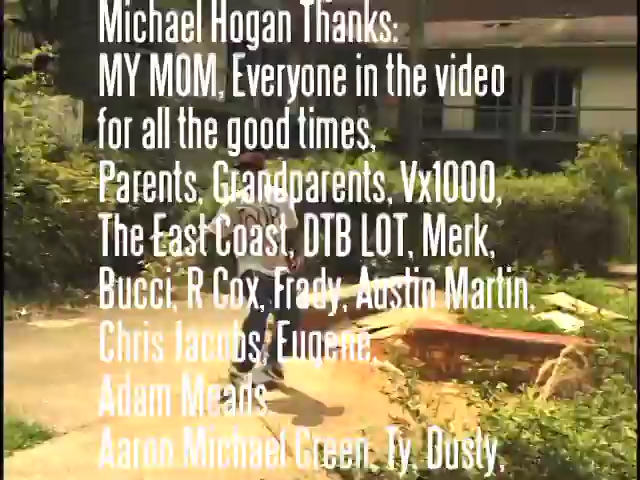 Michael Hogan Thanks:
MY MOM, Everyone in the video
for all the good times,
Parents, Grandparents, Vx1000,
The East Coast, DTB LOT, Merk,
Bucci, R Cox, Frady, Austin Martin,
Chris Jacobs, Eugene,
Adam Meads
Aaron Michael Green, Ty, Dusty,